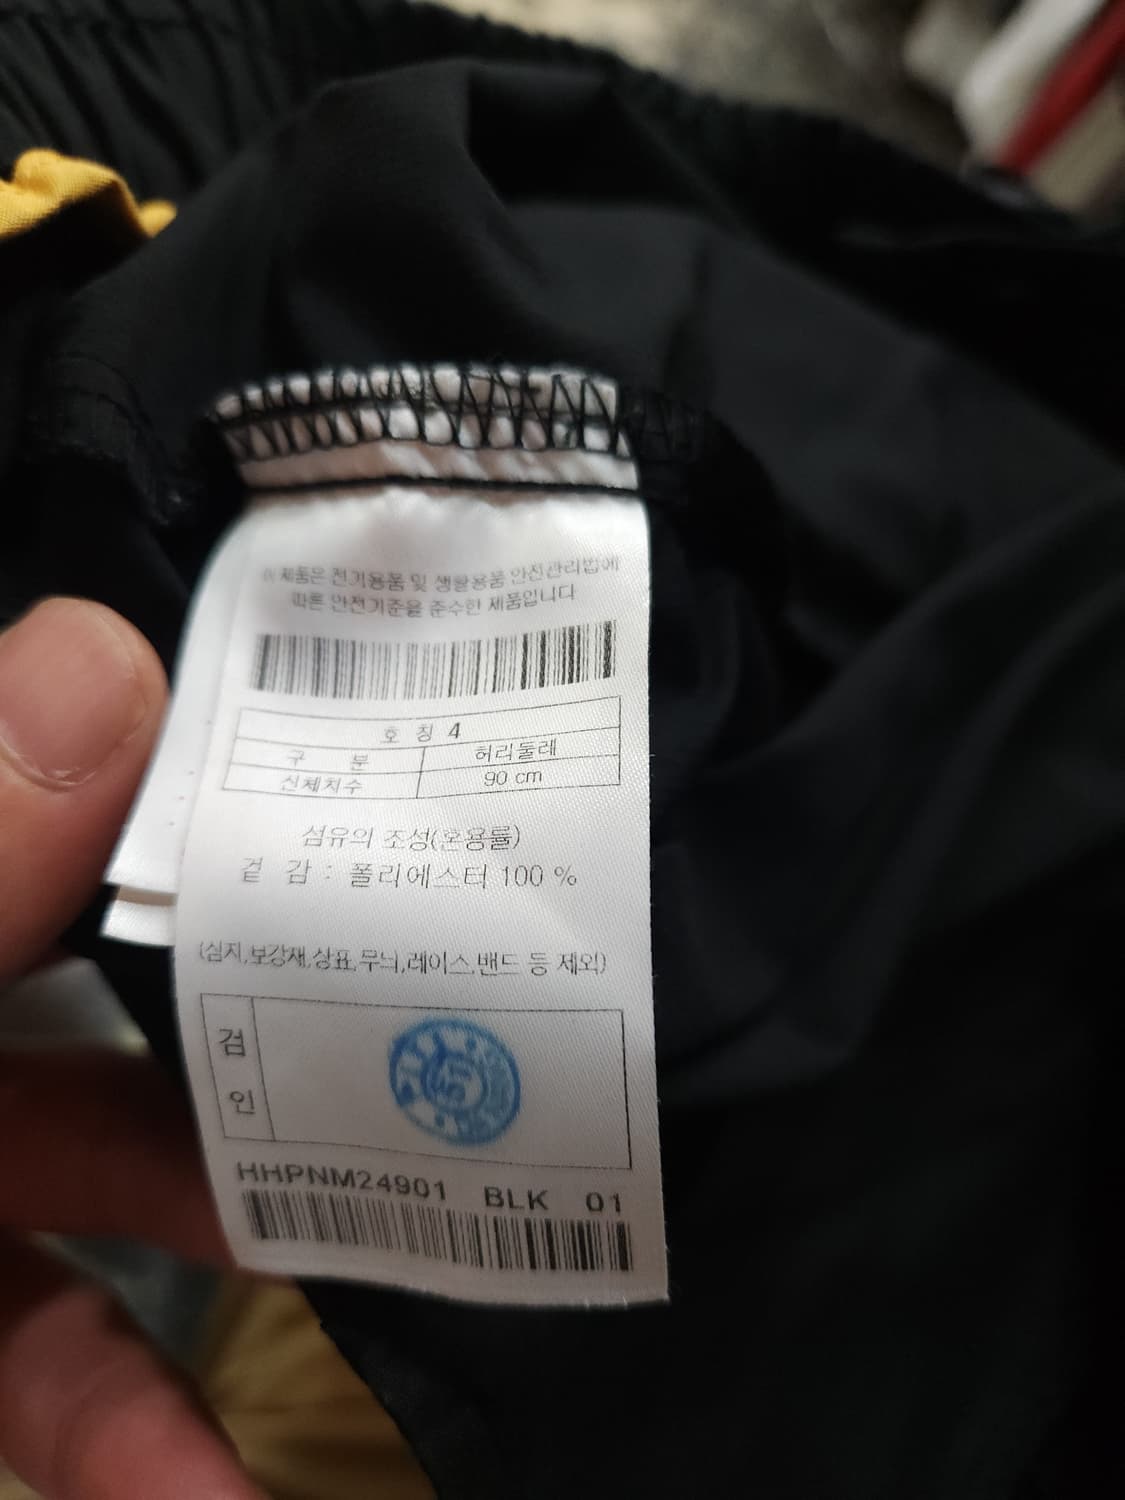 이 제품은 전기용품 및 생활용품 안전관리법에
따른 안전기준을 준수한 제품입니다
호 칭 4
구 분 허리둘레
신체치수 90 cm
섬유의 조성(혼용률)
겉 감 : 폴리에스터 100 %
(심지,보강재,상표,무늬,레이스,밴드 등 제외)
검
인
HHPNM24901 BLK 01